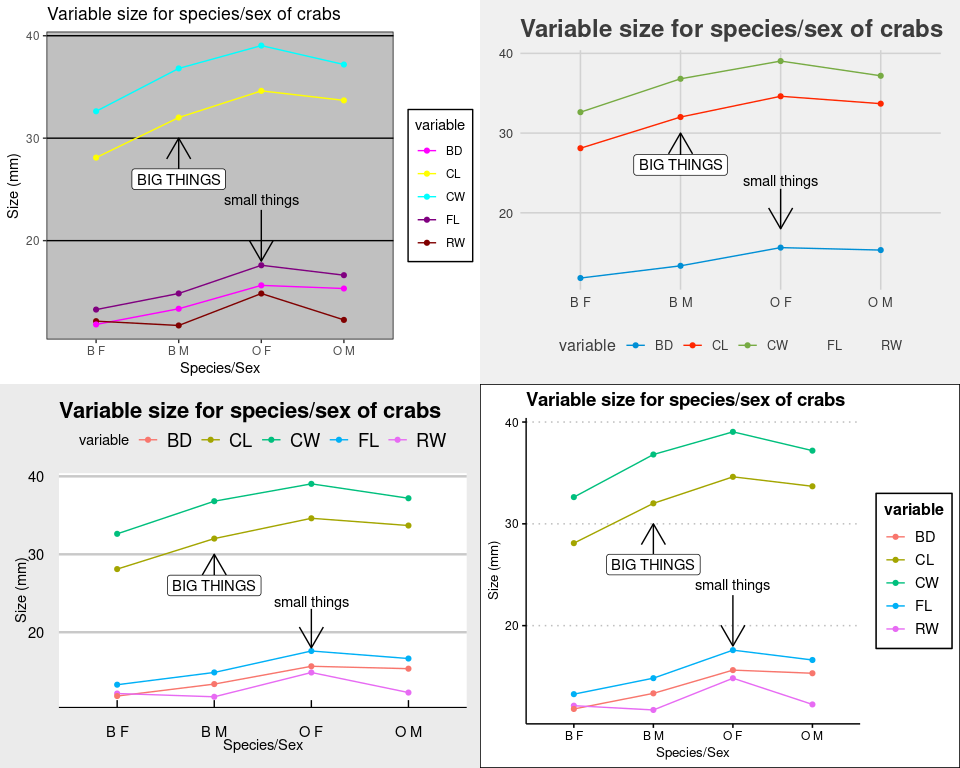 Variable size for species/sex of crabs
40
30
20
Size (mm)
BIG THINGS
small things
B F B M O F O M
Species/Sex
variable
BD
CL
CW
FL
RW
Variable size for species/sex of crabs
40
30
20
BIG THINGS
small things
B F B M O F O M
variable BD CL CW FL RW
Variable size for species/sex of crabs
variable BD CL CW FL RW
40
30
20
Size (mm)
BIG THINGS
small things
B F B M O F O M
Species/Sex
Variable size for species/sex of crabs
40
30
20
Size (mm)
BIG THINGS
small things
B F B M O F O M
Species/Sex
variable
BD
CL
CW
FL
RW